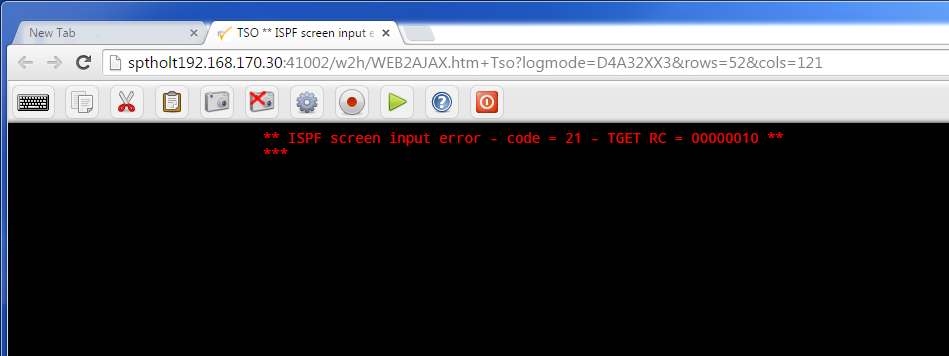 New Tab
TSO ** ISPF screen input e
sptholt192.168.170.30:41002/w2h/WEB2AJAX.htm+Tso?logmode=D4A32XX3&rows=52&cols=121
** ISPF screen input error - code = 21 - TGET RC = 00000010 **
***